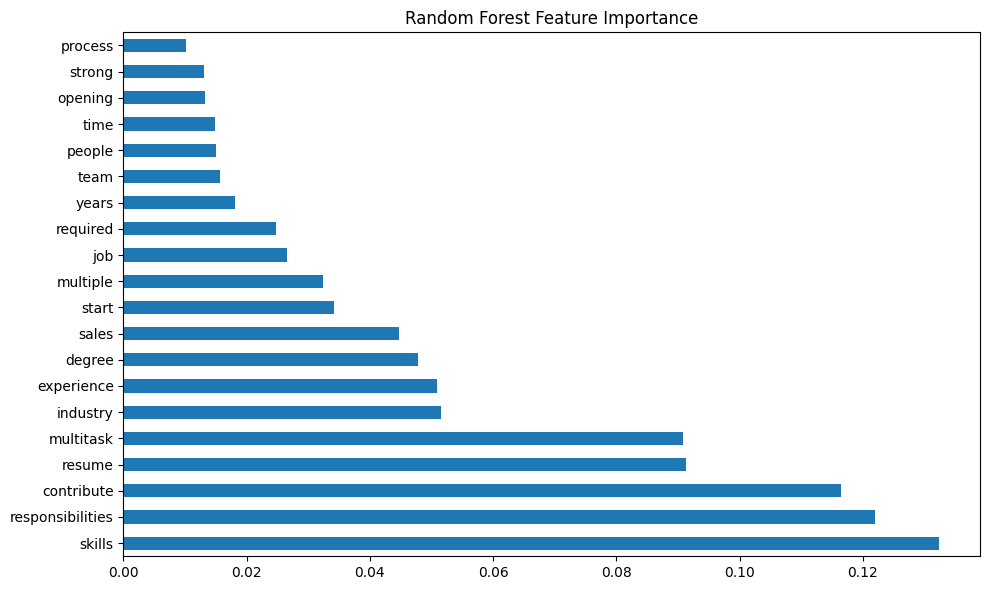 Random Forest Feature Importance
process
strong
opening
time
people
team
years
required
job
multiple
start
sales
degree
experience
industry
multitask
resume
contribute
responsibilities
skills
0.00 0.02 0.04 0.06 0.08 0.10 0.12